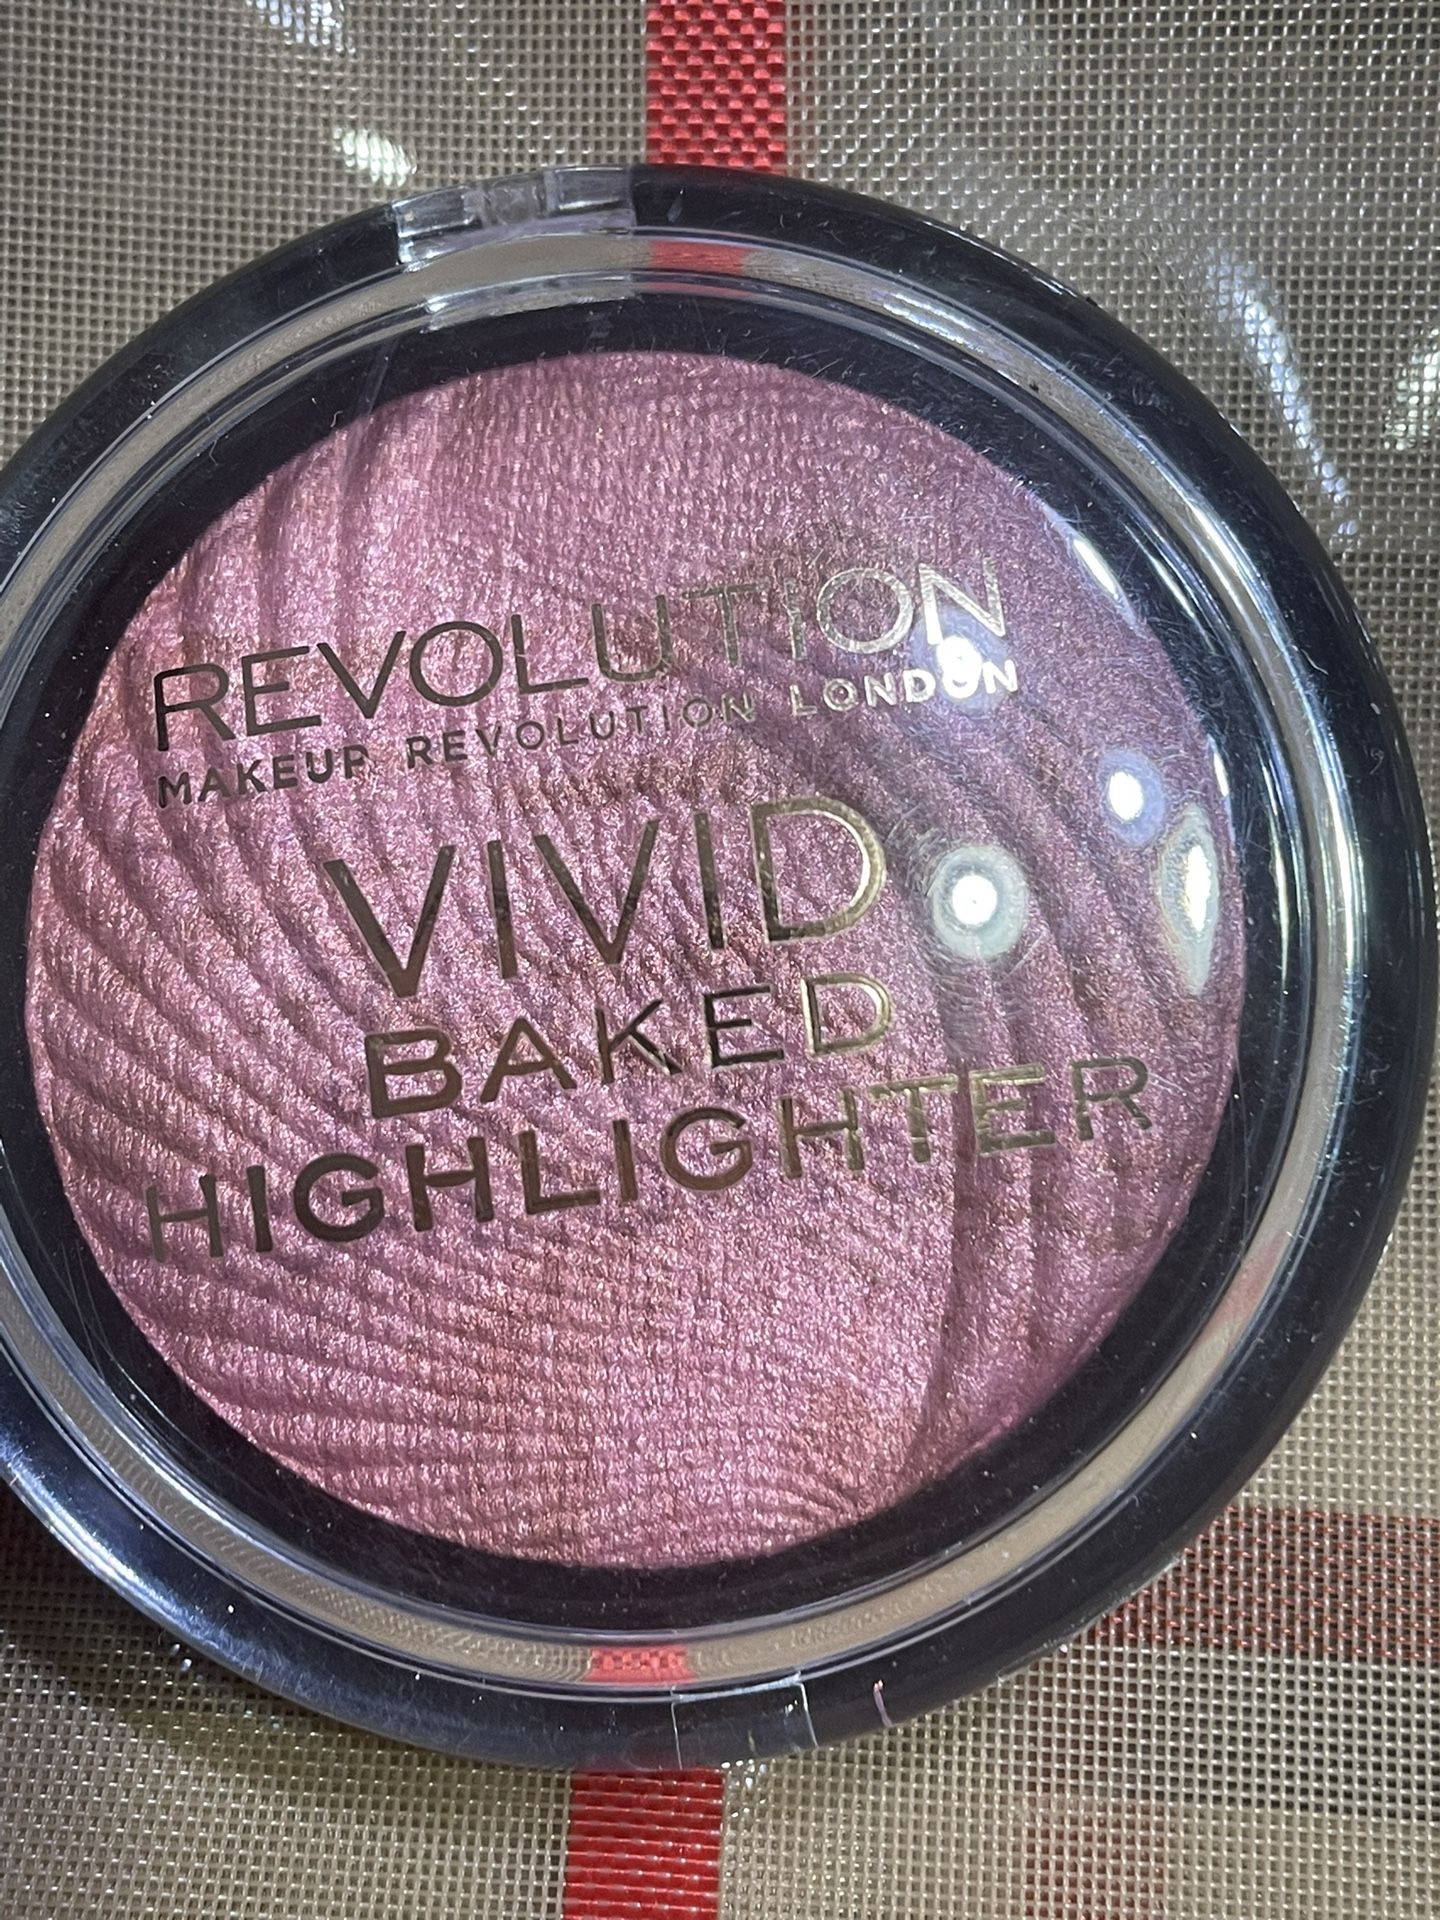 REVOLUTION
MAKEUP REVOLUTION LONDON
VIVID
BAKED
HIGHLIGHTER